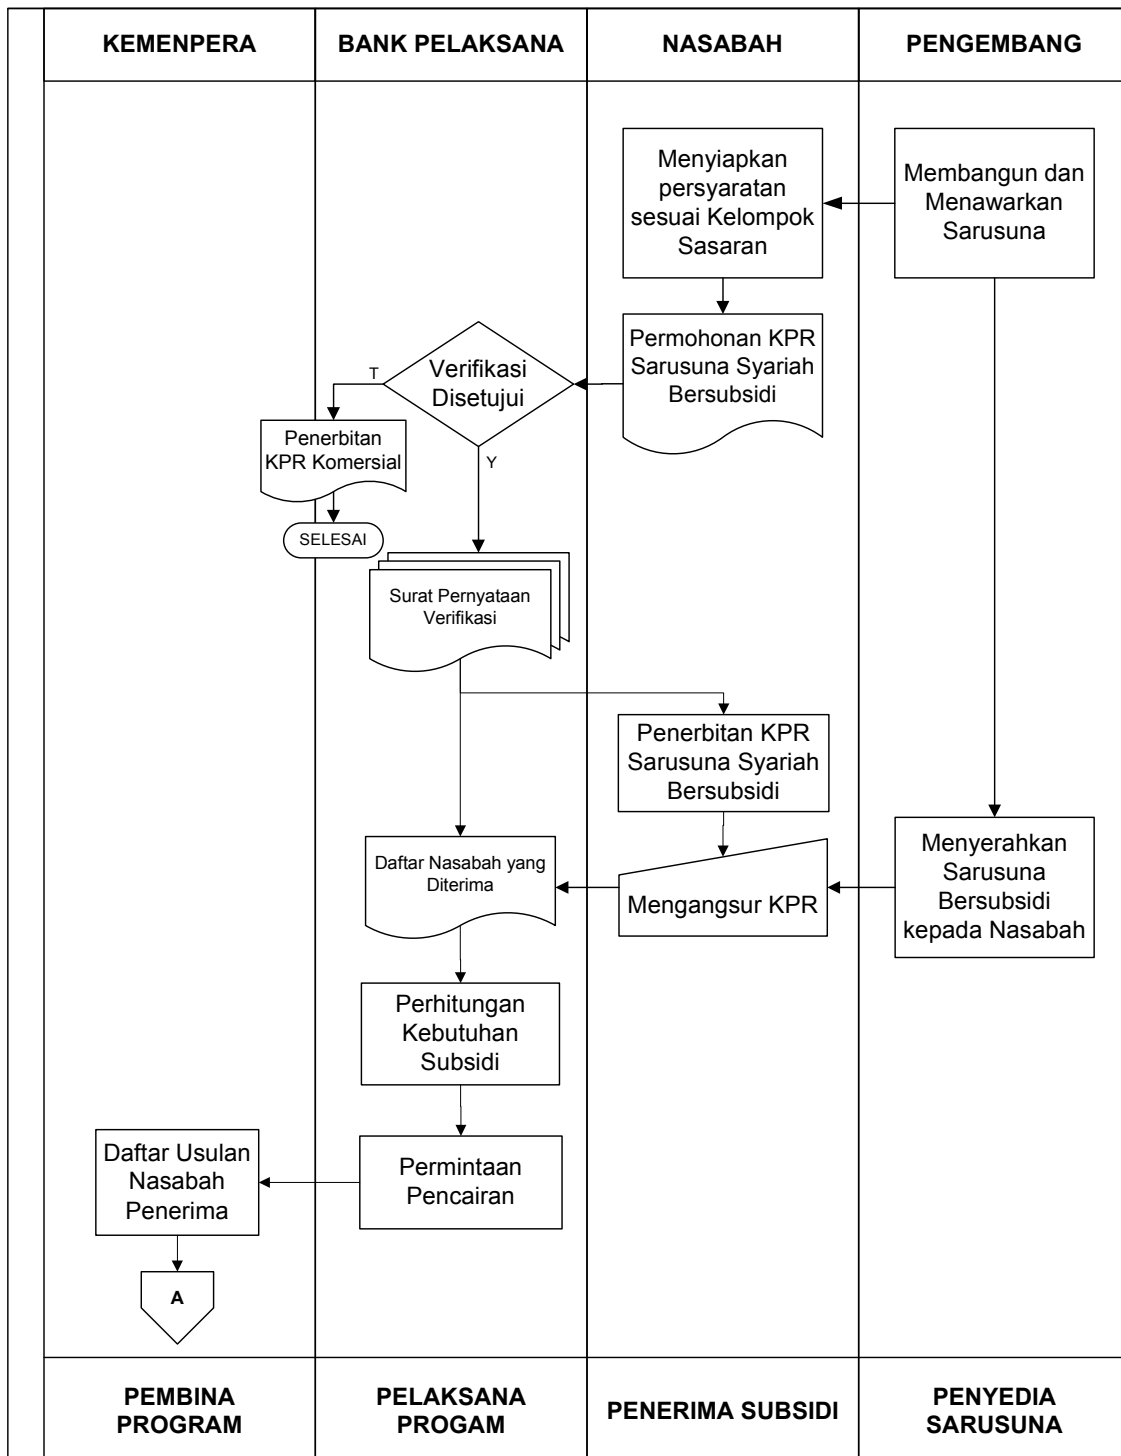 KEMENPERA
BANK PELAKSANA
NASABAH
PENGEMBANG
Menyiapkan
persyaratan
sesuai Kelompok
Sasaran
Membangun dan
Menawarkan
Sarusuna
Permohonan KPR
Sarusuna Syariah
Bersubsidi
Verifikasi
Disetujui
T
Y
Penerbitan
KPR Komersial
SELESAI
Surat Pernyataan
Verifikasi
Penerbitan KPR
Sarusuna Syariah
Bersubsidi
Daftar Nasabah yang
Diterima
Mengangsur KPR
Menyerahkan
Sarusuna
Bersubsidi
kepada Nasabah
Perhitungan
Kebutuhan
Subsidi
Permintaan
Pencairan
Daftar Usulan
Nasabah
Penerima
A
PEMBINA
PROGRAM
PELAKSANA
PROGAM
PENERIMA SUBSIDI
PENYEDIA
SARUSUNA